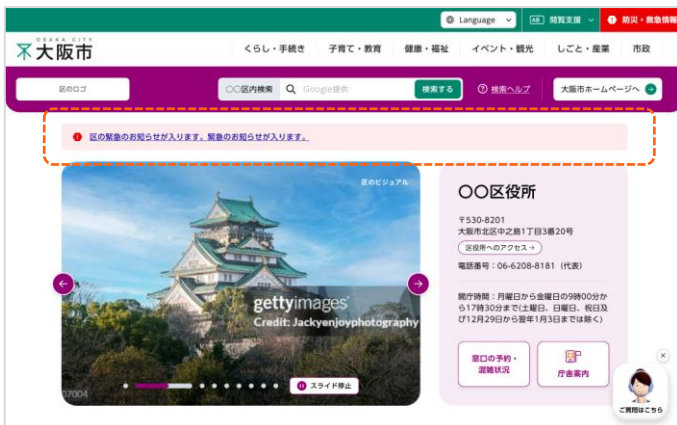 Language
閲覧支援
防災・救急情報
OSAKA CITY
大阪市
くらし・手続き 子育て・教育 健康・福祉 イベント・観光 しごと・産業 市政
区のロゴ
〇〇区内検索 Google提供 検索する
検索ヘルプ
大阪市ホームページへ
区の緊急のお知らせが入ります。緊急のお知らせが入ります。
区のビジュアル
gettyimages
Credit: Jackyenjoyphotography
07004
スライド停止
〇〇区役所
〒530-8201
大阪市北区中之島1丁目3番20号
区役所へのアクセス→
電話番号：06-6208-8181（代表）
開庁時間：月曜日から金曜日の9時00分か
ら17時30分まで(土曜日、日曜日、祝日及
び12月29日から翌年1月3日までは除く）
窓口の予約・
混雑状況
庁舎案内
ご質問はこちら